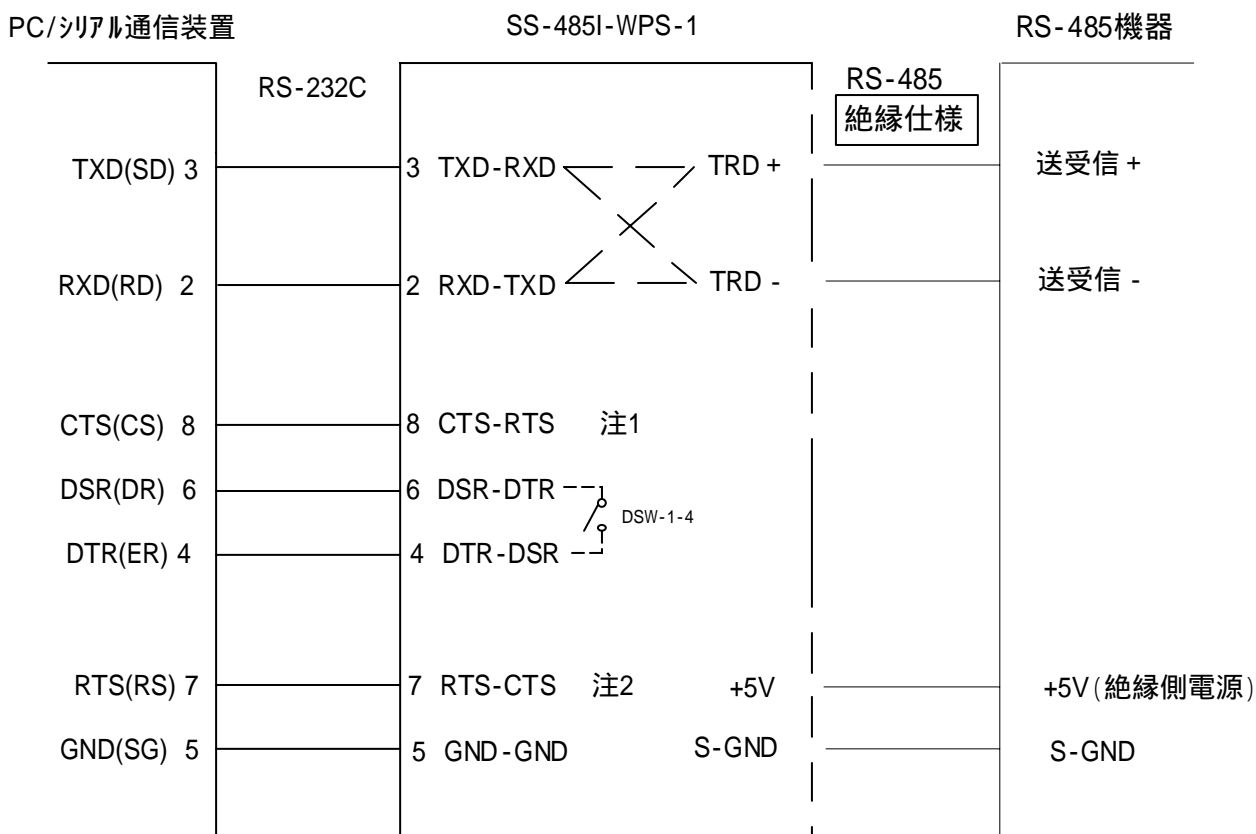 PC/ｼﾘｱﾙ通信装置 SS-485I-WPS-1 RS-485機器
RS-232C RS-485
絶縁仕様
TXD(SD) 3 3 TXD-RXD TRD + 送受信 +
RXD(RD) 2 2 RXD-TXD TRD - 送受信 -
CTS(CS) 8 8 CTS-RTS 注1
DSR(DR) 6 6 DSR-DTR
DSW-1-4
DTR(ER) 4 4 DTR-DSR
RTS(RS) 7 7 RTS-CTS 注2 +5V +5V(絶縁側電源)
GND(SG) 5 5 GND-GND S-GND S-GND